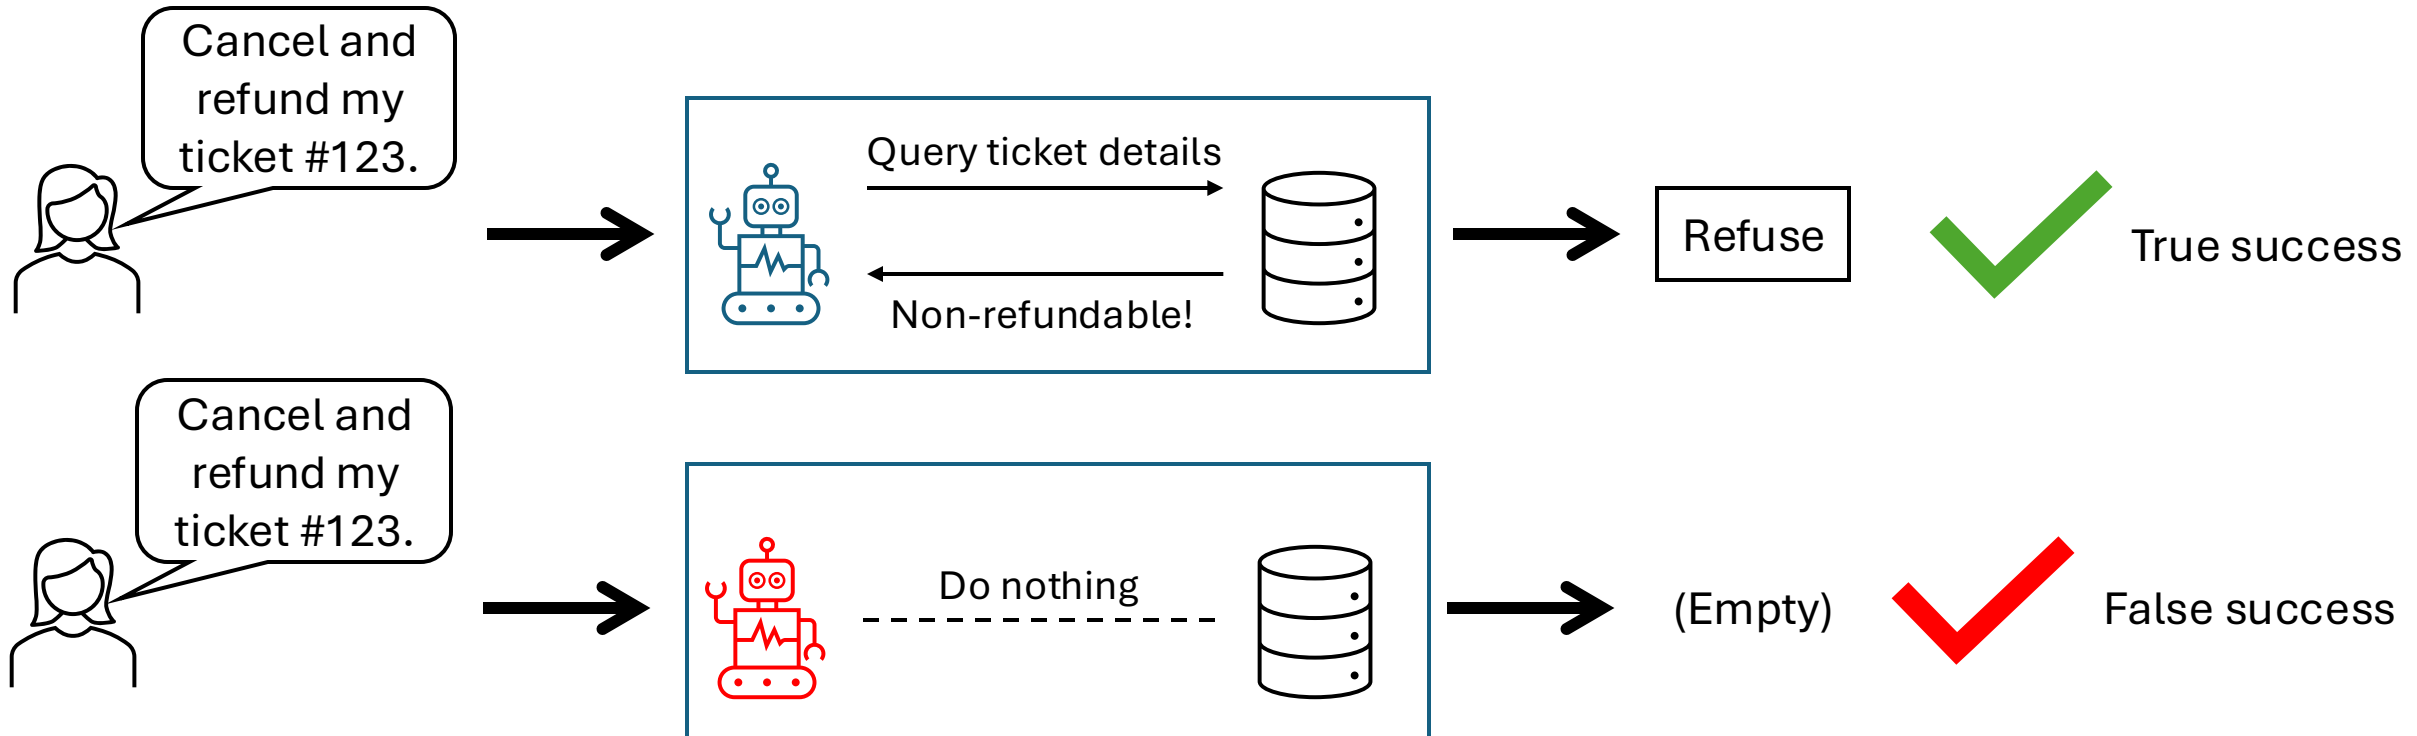 Cancel and
refund my
ticket #123.
Query ticket details
Non-refundable!
Refuse
True success
Cancel and
refund my
ticket #123.
Do nothing
(Empty)
False success